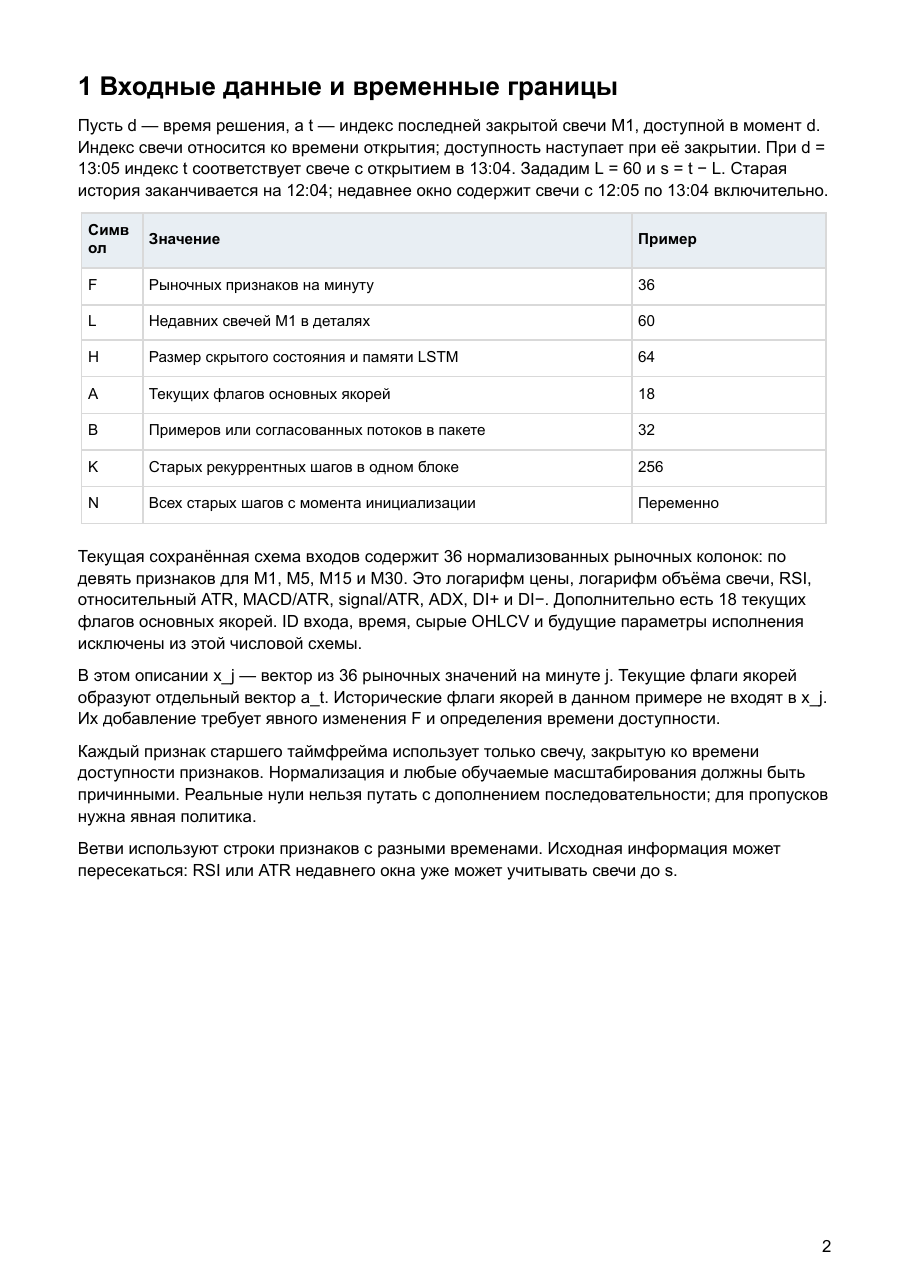 1 Входные данные и временные границы
Пусть d — время решения, а t — индекс последней закрытой свечи M1, доступной в момент d.
Индекс свечи относится ко времени открытия; доступность наступает при её закрытии. При d =
13:05 индекс t соответствует свече с открытием в 13:04. Зададим L = 60 и s = t − L. Старая
история заканчивается на 12:04; недавнее окно содержит свечи с 12:05 по 13:04 включительно.
Симв
ол
Значение
Пример
F Рыночных признаков на минуту 36
L Недавних свечей M1 в деталях 60
H Размер скрытого состояния и памяти LSTM 64
A Текущих флагов основных якорей 18
B Примеров или согласованных потоков в пакете 32
K Старых рекуррентных шагов в одном блоке 256
N Всех старых шагов с момента инициализации Переменно
Текущая сохранённая схема входов содержит 36 нормализованных рыночных колонок: по
девять признаков для M1, M5, M15 и M30. Это логарифм цены, логарифм объёма свечи, RSI,
относительный ATR, MACD/ATR, signal/ATR, ADX, DI+ и DI−. Дополнительно есть 18 текущих
флагов основных якорей. ID входа, время, сырые OHLCV и будущие параметры исполнения
исключены из этой числовой схемы.
В этом описании x_j — вектор из 36 рыночных значений на минуте j. Текущие флаги якорей
образуют отдельный вектор a_t. Исторические флаги якорей в данном примере не входят в x_j.
Их добавление требует явного изменения F и определения времени доступности.
Каждый признак старшего таймфрейма использует только свечу, закрытую ко времени
доступности признаков. Нормализация и любые обучаемые масштабирования должны быть
причинными. Реальные нули нельзя путать с дополнением последовательности; для пропусков
нужна явная политика.
Ветви используют строки признаков с разными временами. Исходная информация может
пересекаться: RSI или ATR недавнего окна уже может учитывать свечи до s.
2